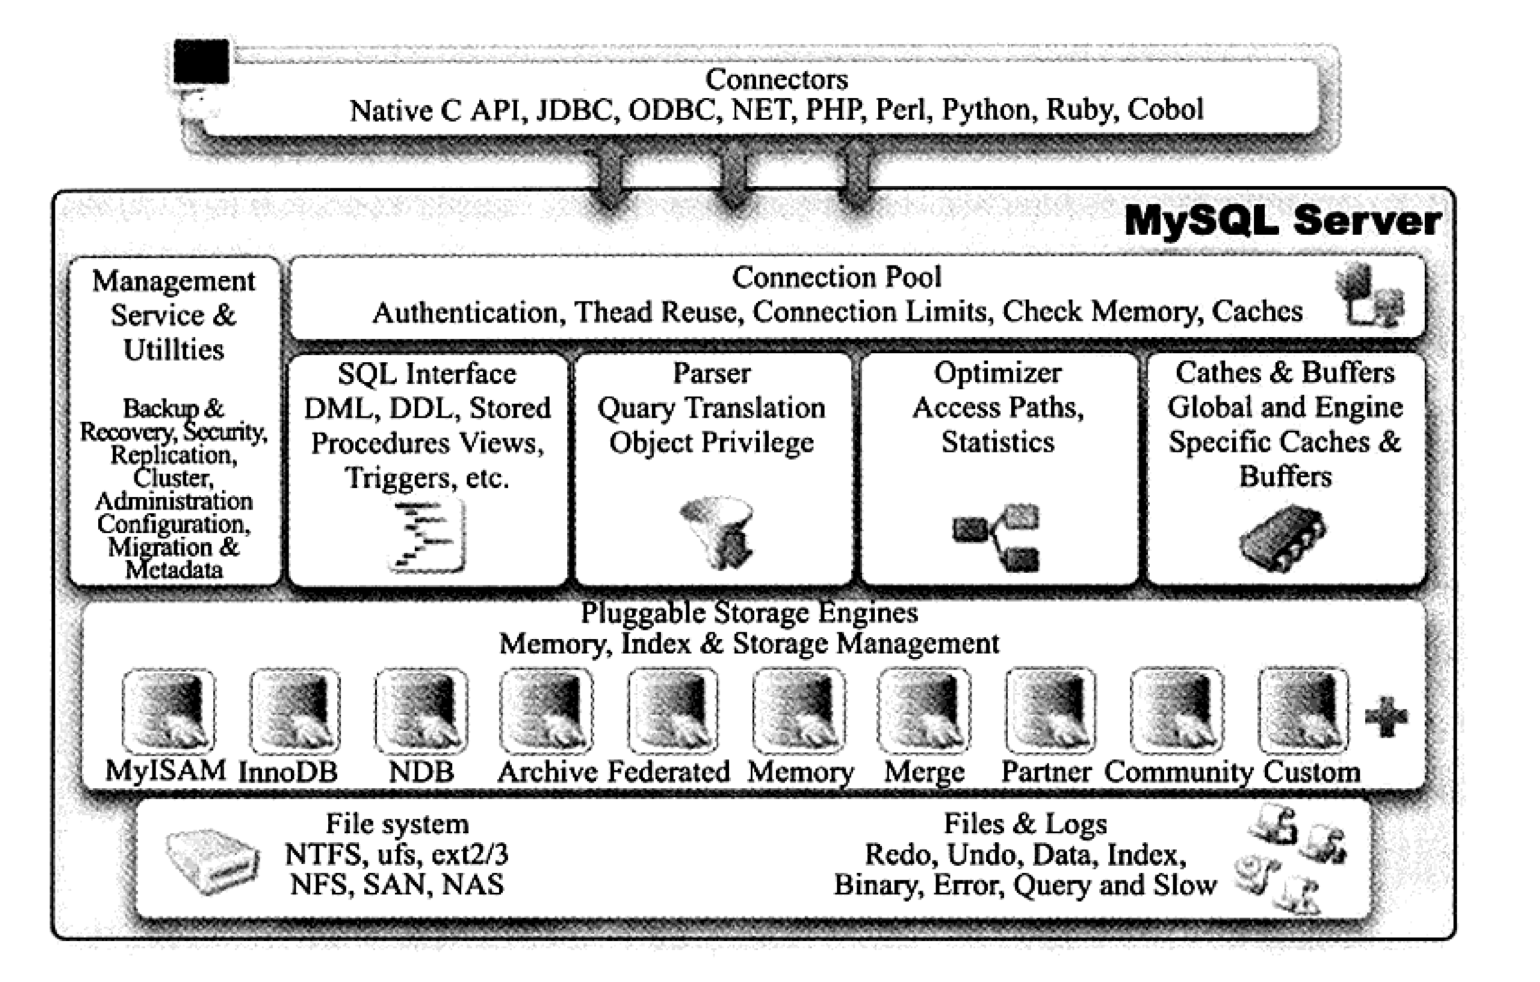 Connectors
Native C API, JDBC, ODBC, NET, PHP, Perl, Python, Ruby, Cobol
MySQL Server
Management
Service &
Utillties
Backup &
Recovery, Security,
Replication,
Cluster,
Administration
Configuration,
Migration &
Metadata
Connection Pool
Authentication, Thead Reuse, Connection Limits, Check Memory, Caches
SQL Interface
DML, DDL, Stored
Procedures Views,
Triggers, etc.
Parser
Quary Translation
Object Privilege
Optimizer
Access Paths,
Statistics
Cathes & Buffers
Global and Engine
Specific Caches &
Buffers
Pluggable Storage Engines
Memory, Index & Storage Management
MyISAM InnoDB NDB Archive Federated Memory Merge Partner Community Custom
File system
NTFS, ufs, ext2/3
NFS, SAN, NAS
Files & Logs
Redo, Undo, Data, Index,
Binary, Error, Query and Slow